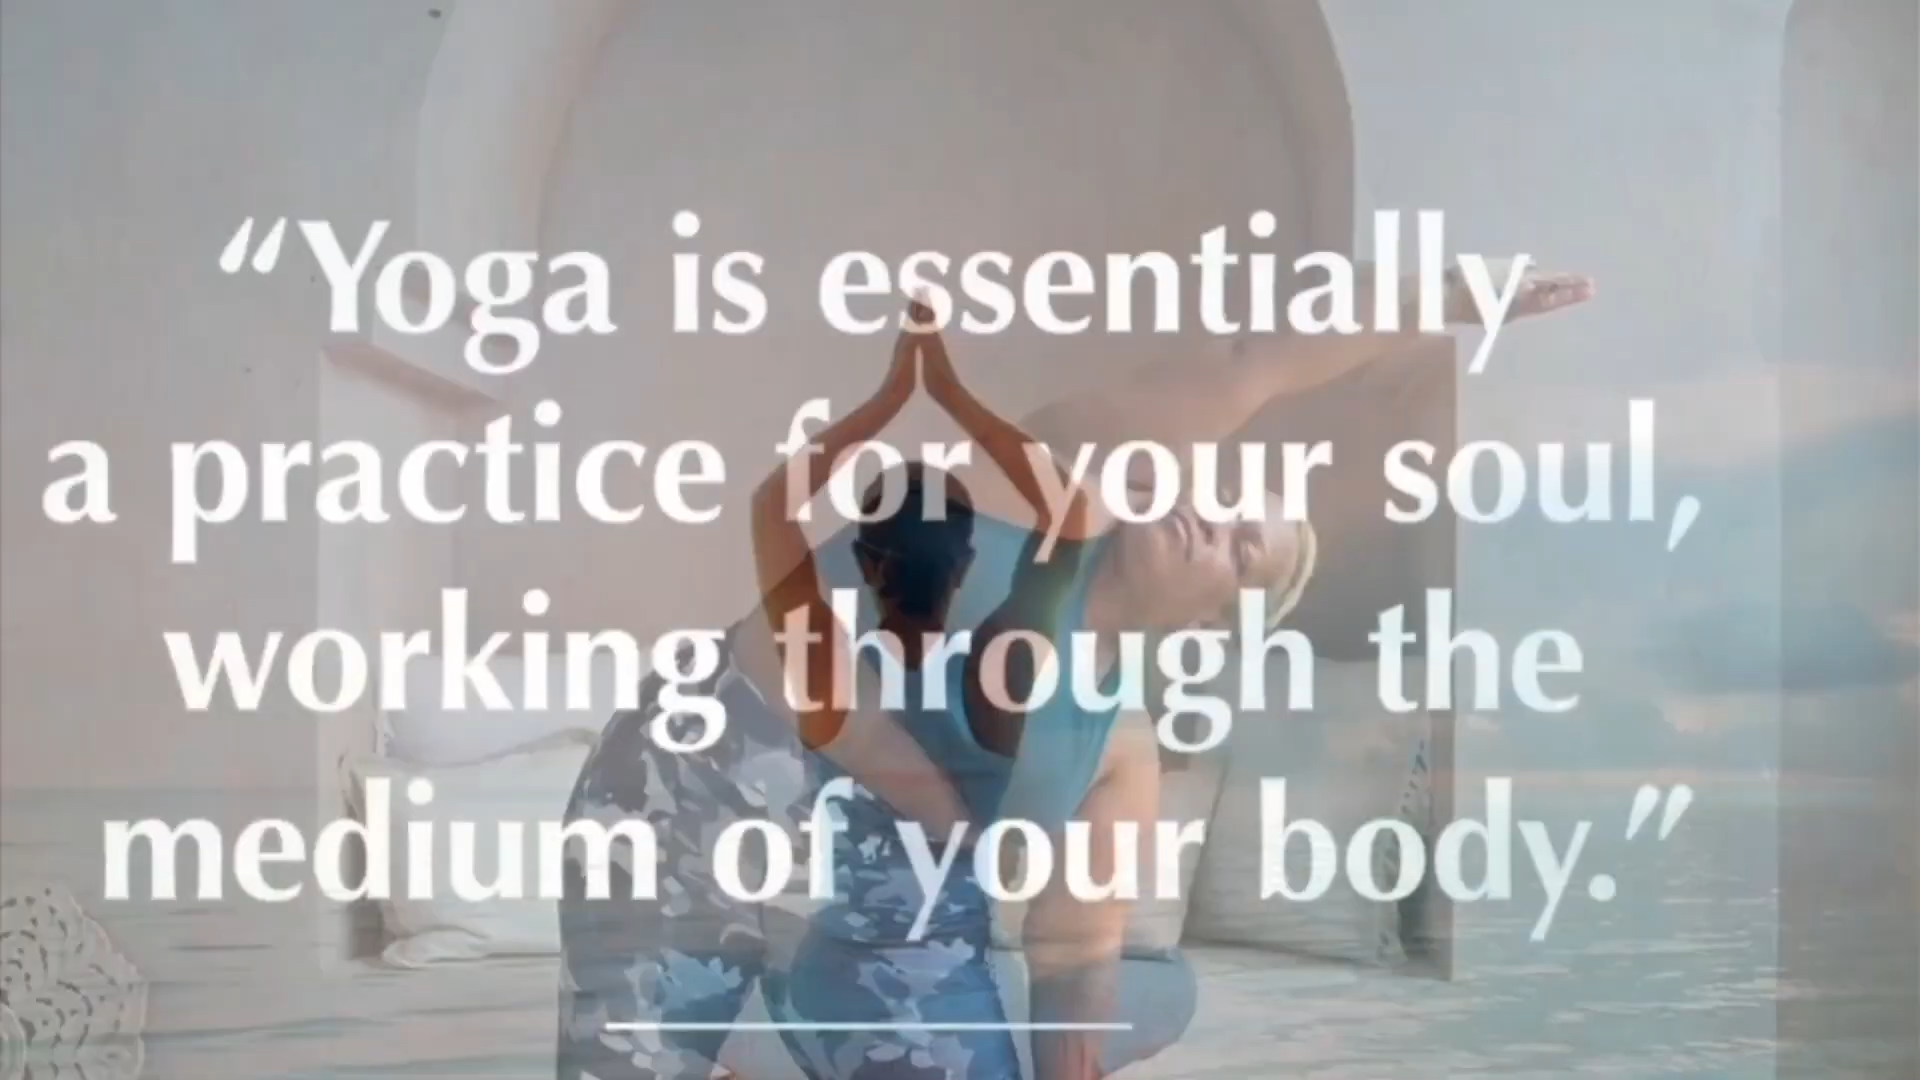 “Yoga is essentially
a practice for your soul,
working through the
medium of your body.”